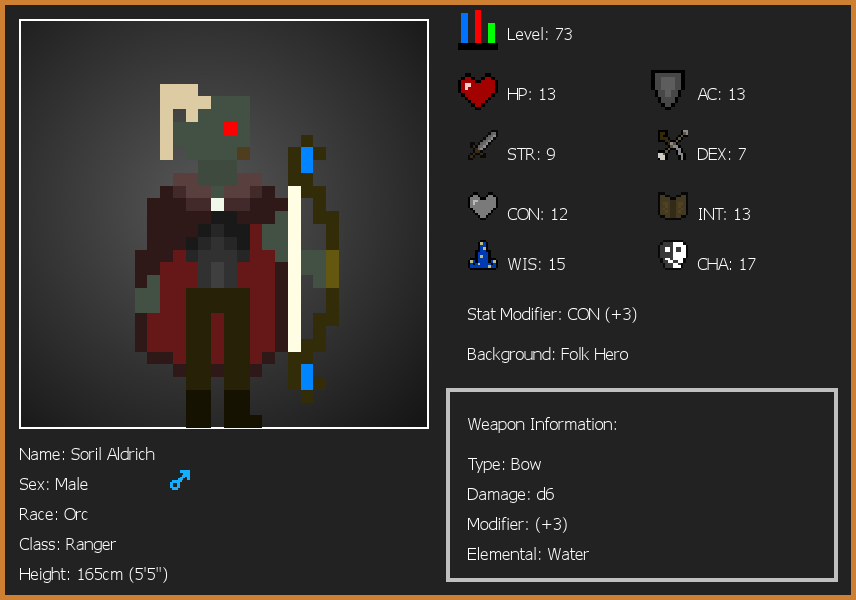 Level: 73
HP: 13
AC: 13
STR: 9
DEX: 7
CON: 12
INT: 13
WIS: 15
CHA: 17
Stat Modifier: CON (+3)
Background: Folk Hero
Weapon Information:
Type: Bow
Damage: d6
Modifier: (+3)
Elemental: Water
Name: Soril Aldrich
Sex: Male
Race: Orc
Class: Ranger
Height: 165cm (5'5")